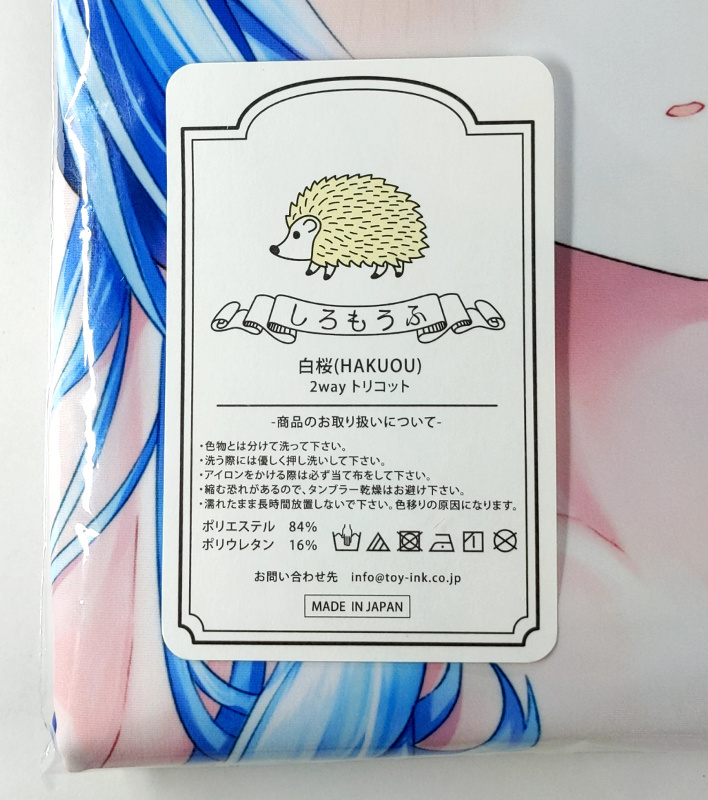 しろもうふ
白桜(HAKUOU)
2way トリコット
-商品のお取り扱いについて-
・色物とは分けて洗って下さい。
・洗う際には優しく押し洗いして下さい。
・アイロンをかける際は必ず当て布をして下さい。
・縮む恐れがあるので、タンブラー乾燥はお避け下さい。
・濡れたまま長時間放置しないで下さい。色移りの原因になります。
ポリエステル 84%
ポリウレタン 16%
お問い合わせ先 info@toy-ink.co.jp
MADE IN JAPAN